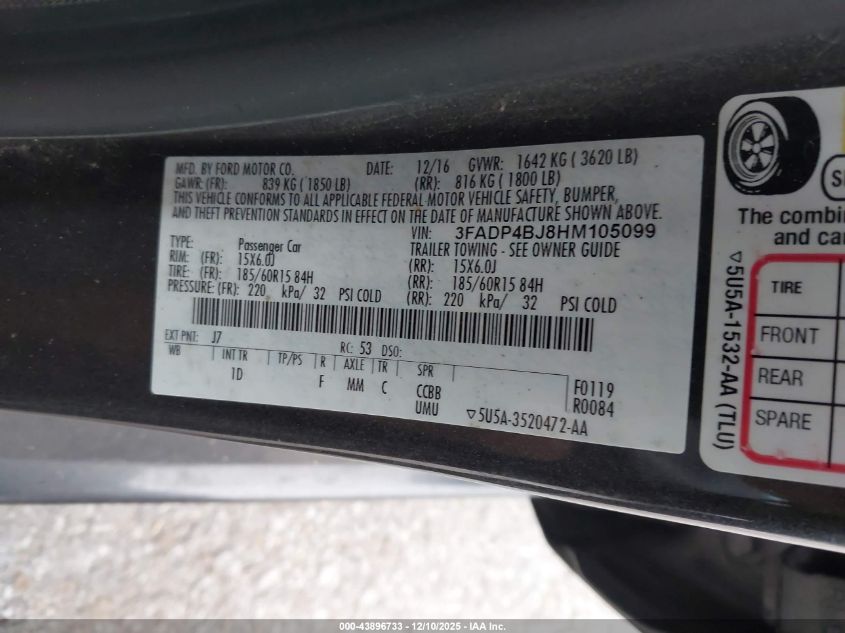 MFD. BY FORD MOTOR CO. DATE: 12/16 GVWR: 1642 KG ( 3620 LB)
GAWR: (FR): 839 KG ( 1850 LB) (RR): 816 KG ( 1800 LB)
THIS VEHICLE CONFORMS TO ALL APPLICABLE FEDERAL MOTOR VEHICLE SAFETY, BUMPER,
AND THEFT PREVENTION STANDARDS IN EFFECT ON THE DATE OF MANUFACTURE SHOWN ABOVE.
VIN: 3FADP4BJ8HM105099
TYPE: Passenger Car TRAILER TOWING - SEE OWNER GUIDE
RIM: (FR): 15X6.0J (RR): 15X6.0J
TIRE: (FR): 185/60R15 84H (RR): 185/60R15 84H
PRESSURE: (FR): 220 kPa/ 32 PSI COLD (RR): 220 kPa/ 32 PSI COLD
EXT PNT: J7 RC: 53 DSO:
WB INT TR TP/PS R AXLE TR SPR
1D F MM C CCBB F0119
UMU R0084
▽5U5A-3520472-AA
The combin
and ca
▽5U5A-1532-AA (TLU)
TIRE
FRONT
REAR
SPARE
000-43896733 - 12/10/2025 - IAA Inc.